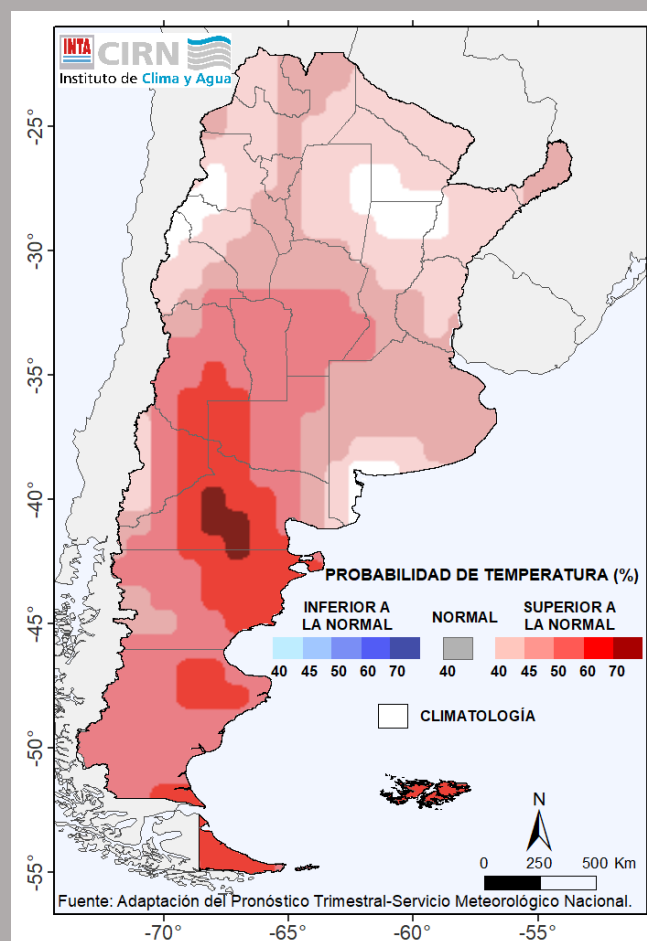 INTA CIRN
Instituto de Clima y Agua
-25°
-30°
-35°
-40°
-45°
-50°
-55°
PROBABILIDAD DE TEMPERATURA (%)
INFERIOR A
LA NORMAL
NORMAL
SUPERIOR A
LA NORMAL
40 45 50 60 70
40
40 45 50 60 70
CLIMATOLOGÍA
N
0 250 500 Km
Fuente: Adaptación del Pronóstico Trimestral-Servicio Meteorológico Nacional.
-70° -65° -60° -55°